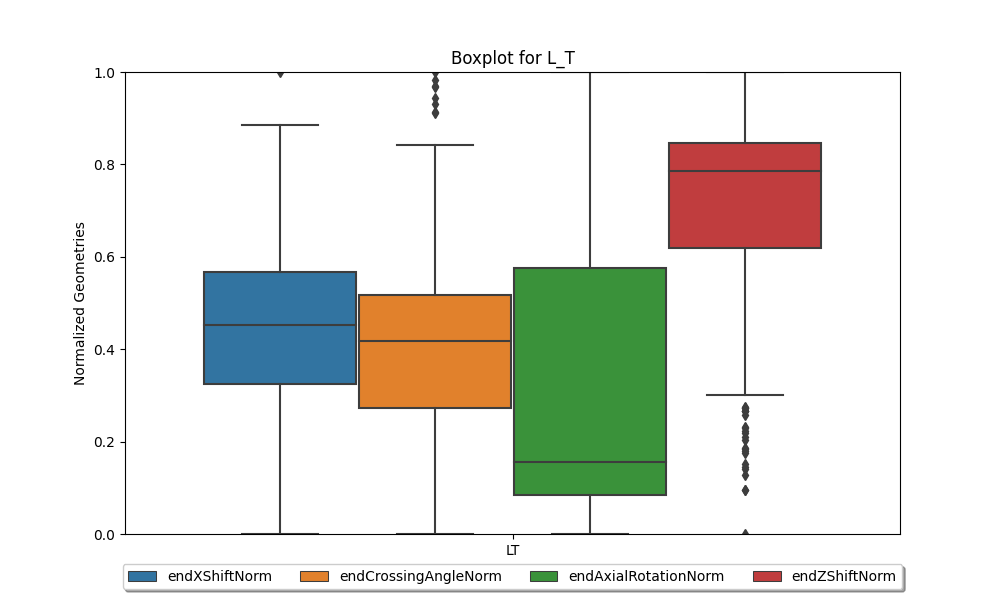 Boxplot for L_T
1.0
0.8
0.6
0.4
0.2
0.0
Normalized Geometries
LT
endXShiftNorm endCrossingAngleNorm endAxialRotationNorm endZShiftNorm